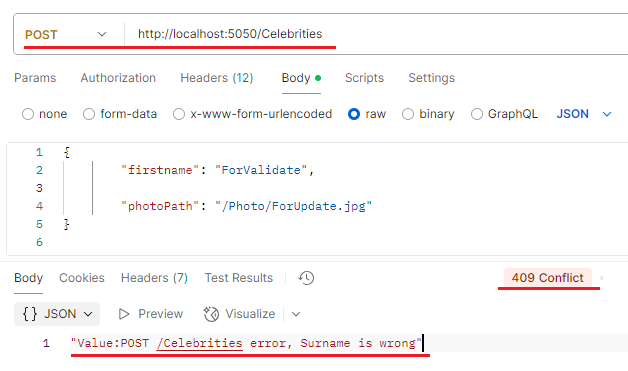 POST http://localhost:5050/Celebrities
Params Authorization Headers (12) Body Scripts Settings
none form-data x-www-form-urlencoded raw binary GraphQL JSON
1 {
2 "firstname": "ForValidate",
3
4 "photoPath": "/Photo/ForUpdate.jpg"
5 }
6
Body Cookies Headers (7) Test Results 409 Conflict
{} JSON Preview Visualize
1 "Value:POST /Celebrities error, Surname is wrong"